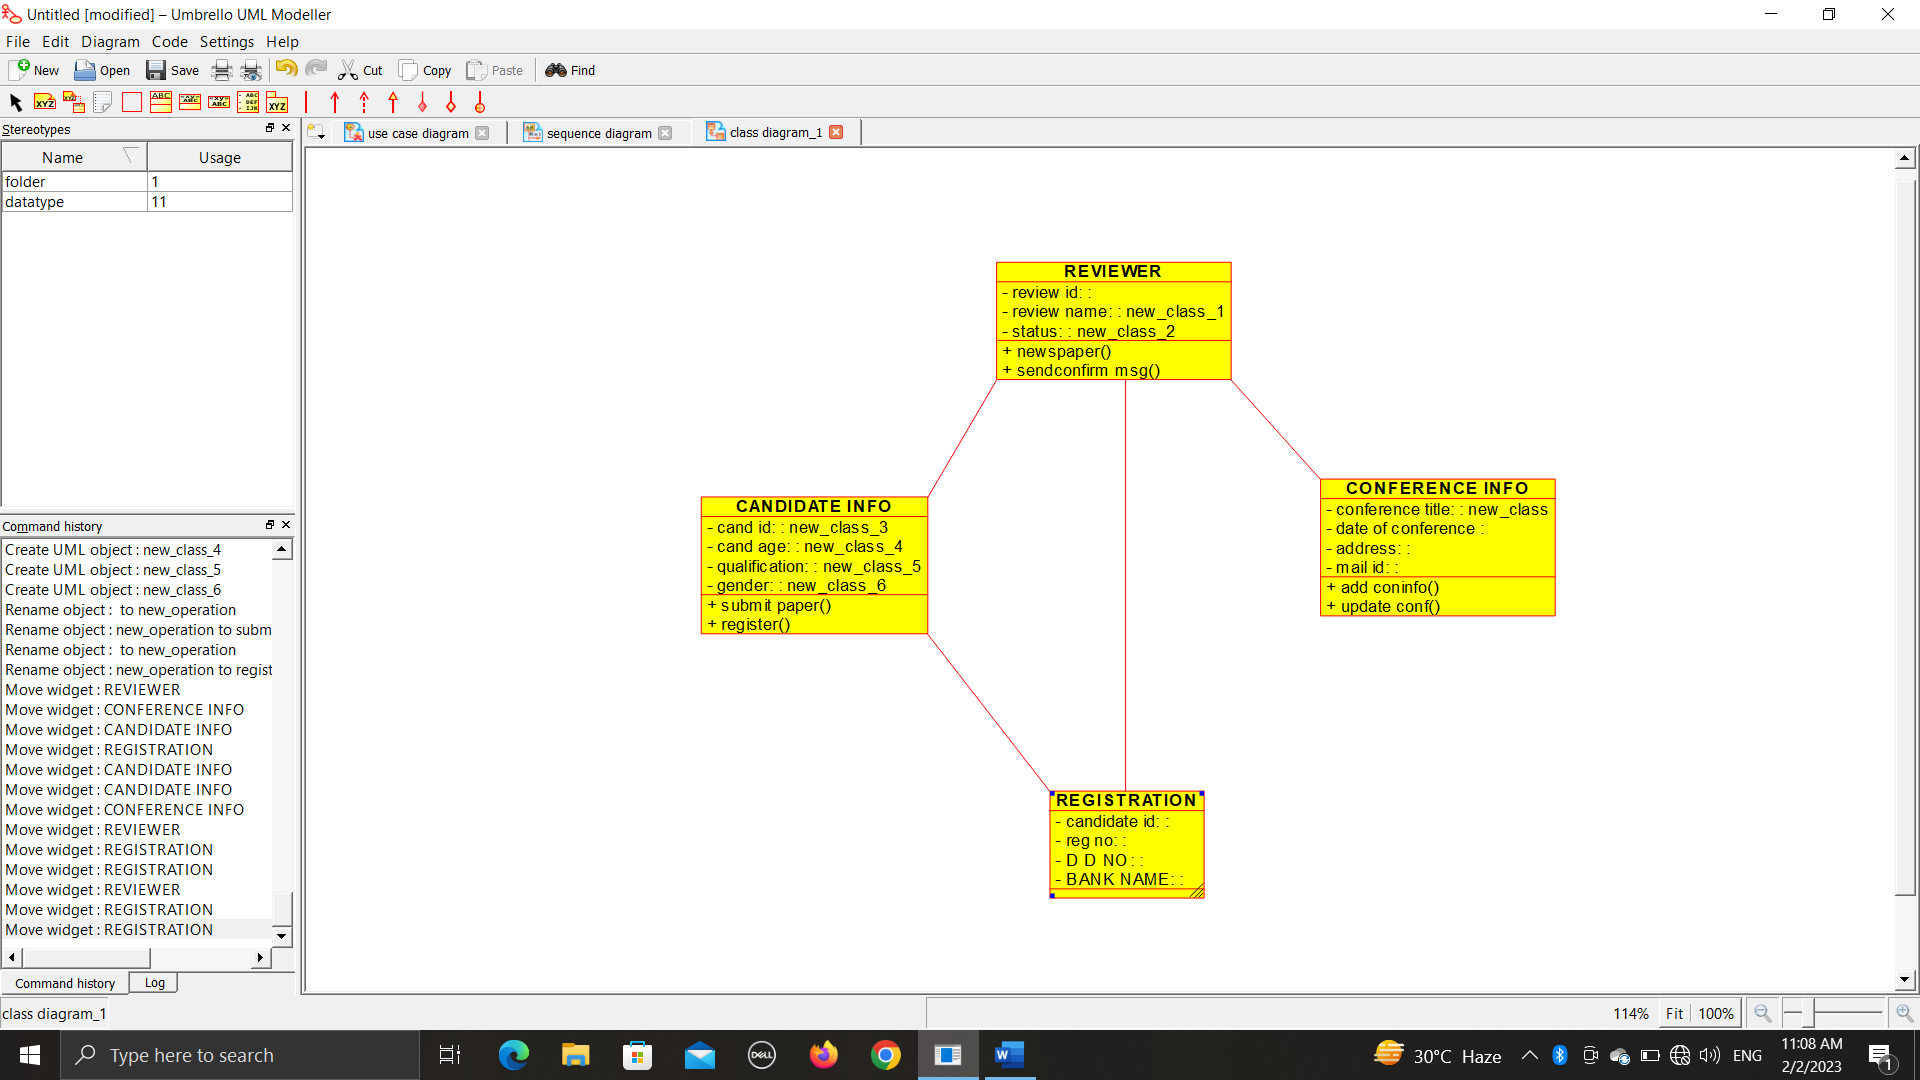 Untitled [modified] – Umbrello UML Modeller
File Edit Diagram Code Settings Help
New Open Save Cut Copy Paste Find
Stereotypes
Name Usage
folder 1
datatype 11
use case diagram
sequence diagram
class diagram_1
REVIEWER
- review id: :
- review name: : new_class_1
- status: : new_class_2
+ newspaper()
+ sendconfirm msg()
CANDIDATE INFO
- cand id: : new_class_3
- cand age: : new_class_4
- qualification: : new_class_5
- gender: : new_class_6
+ submit paper()
+ register()
CONFERENCE INFO
- conference title: : new_class
- date of conference :
- address: :
- mail id: :
+ add coninfo()
+ update conf()
REGISTRATION
- candidate id: :
- reg no: :
- D D NO: :
- BANK NAME: :
Command history
Create UML object : new_class_4
Create UML object : new_class_5
Create UML object : new_class_6
Rename object :  to new_operation
Rename object : new_operation to subm
Rename object :  to new_operation
Rename object : new_operation to regist
Move widget : REVIEWER
Move widget : CONFERENCE INFO
Move widget : CANDIDATE INFO
Move widget : REGISTRATION
Move widget : CANDIDATE INFO
Move widget : CANDIDATE INFO
Move widget : CONFERENCE INFO
Move widget : REVIEWER
Move widget : REGISTRATION
Move widget : REGISTRATION
Move widget : REVIEWER
Move widget : REGISTRATION
Move widget : REGISTRATION
Command history Log
class diagram_1
114% Fit 100%
Type here to search
30°C Haze
ENG
11:08 AM
2/2/2023
1